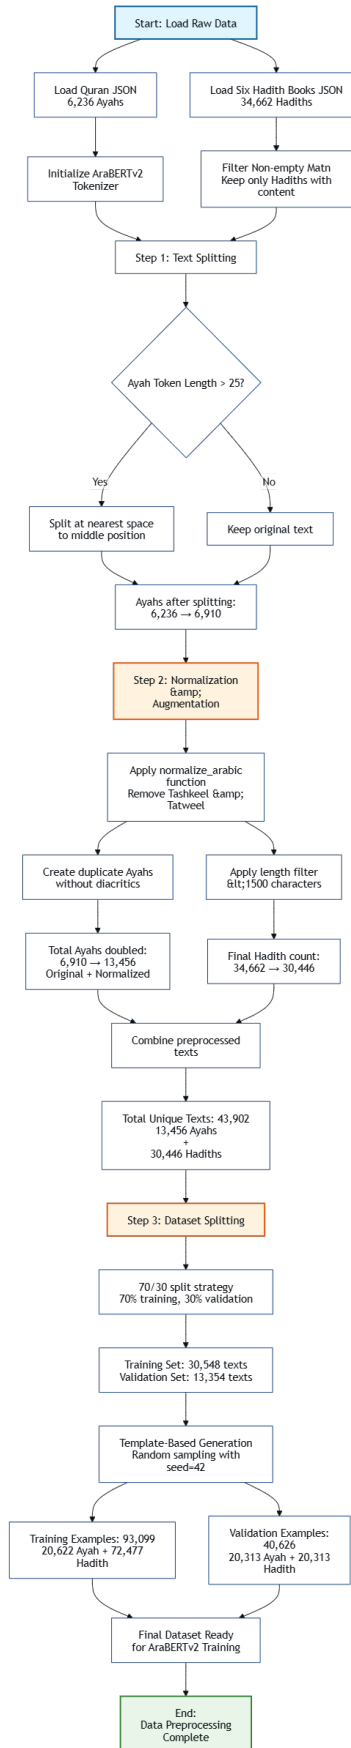 Start: Load Raw Data
Load Quran JSON
6,236 Ayahs
Load Six Hadith Books JSON
34,662 Hadiths
Initialize AraBERTv2
Tokenizer
Filter Non-empty Matn
Keep only Hadiths with
content
Step 1: Text Splitting
Ayah Token Length > 25?
Yes
No
Split at nearest space
to middle position
Keep original text
Ayahs after splitting:
6,236 → 6,910
Step 2: Normalization
&amp;
Augmentation
Apply normalize_arabic
function
Remove Tashkeel &amp;
Tatweel
Create duplicate Ayahs
without diacritics
Apply length filter
&lt;1500 characters
Total Ayahs doubled:
6,910 → 13,456
Original + Normalized
Final Hadith count:
34,662 → 30,446
Combine preprocessed
texts
Total Unique Texts: 43,902
13,456 Ayahs
+
30,446 Hadiths
Step 3: Dataset Splitting
70/30 split strategy
70% training, 30% validation
Training Set: 30,548 texts
Validation Set: 13,354 texts
Template-Based Generation
Random sampling with
seed=42
Training Examples: 93,099
20,622 Ayah + 72,477
Hadith
Validation Examples:
40,626
20,313 Ayah + 20,313
Hadith
Final Dataset Ready
for AraBERTv2 Training
End:
Data Preprocessing
Complete